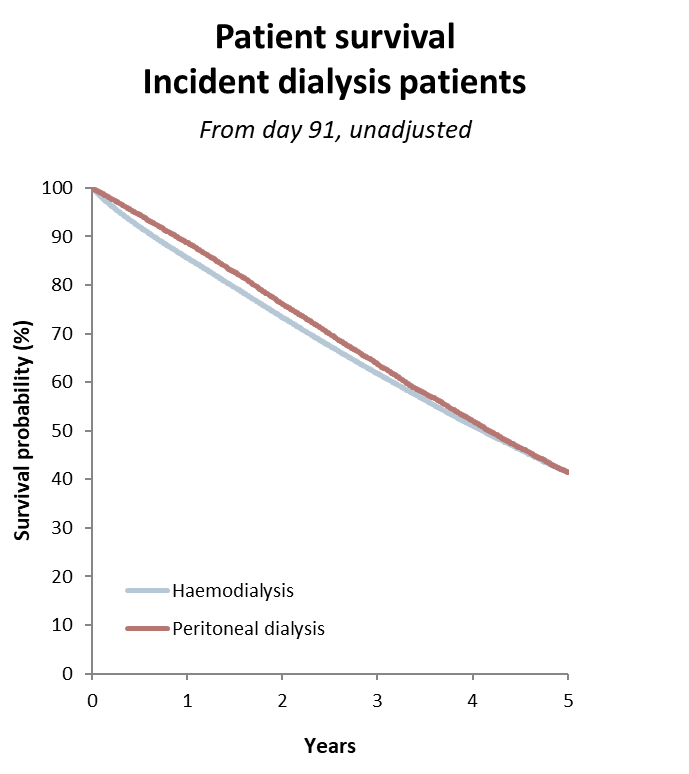 Patient survival
Incident dialysis patients
From day 91, unadjusted
Survival probability (%)
100
90
80
70
60
50
40
30
20
10
0
Haemodialysis
Peritoneal dialysis
0 1 2 3 4 5
Years